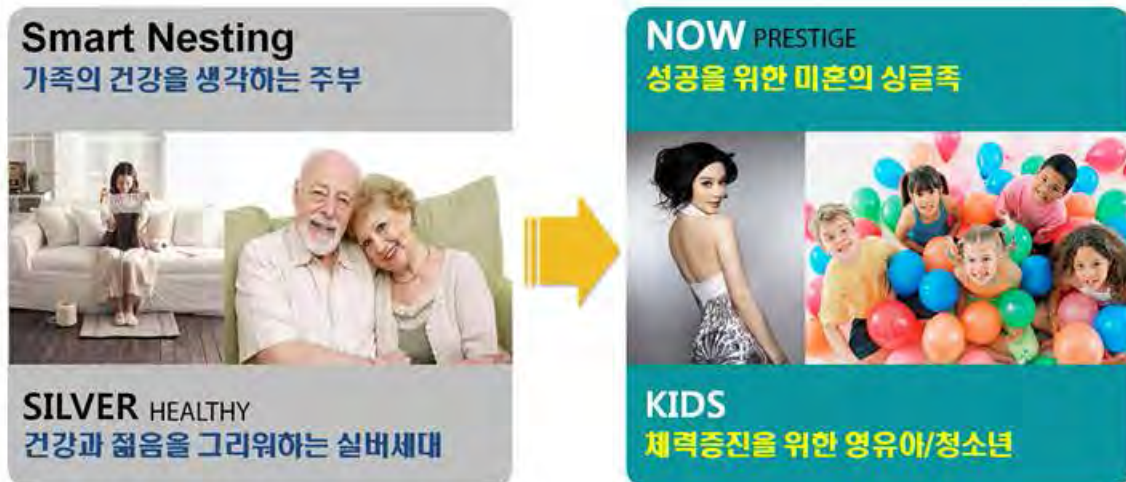 Smart Nesting
가족의 건강을 생각하는 주부
SILVER HEALTHY
건강과 젊음을 그리워하는 실버세대
NOW PRESTIGE
성공을 위한 미혼의 싱글족
KIDS
체력증진을 위한 영유아/청소년